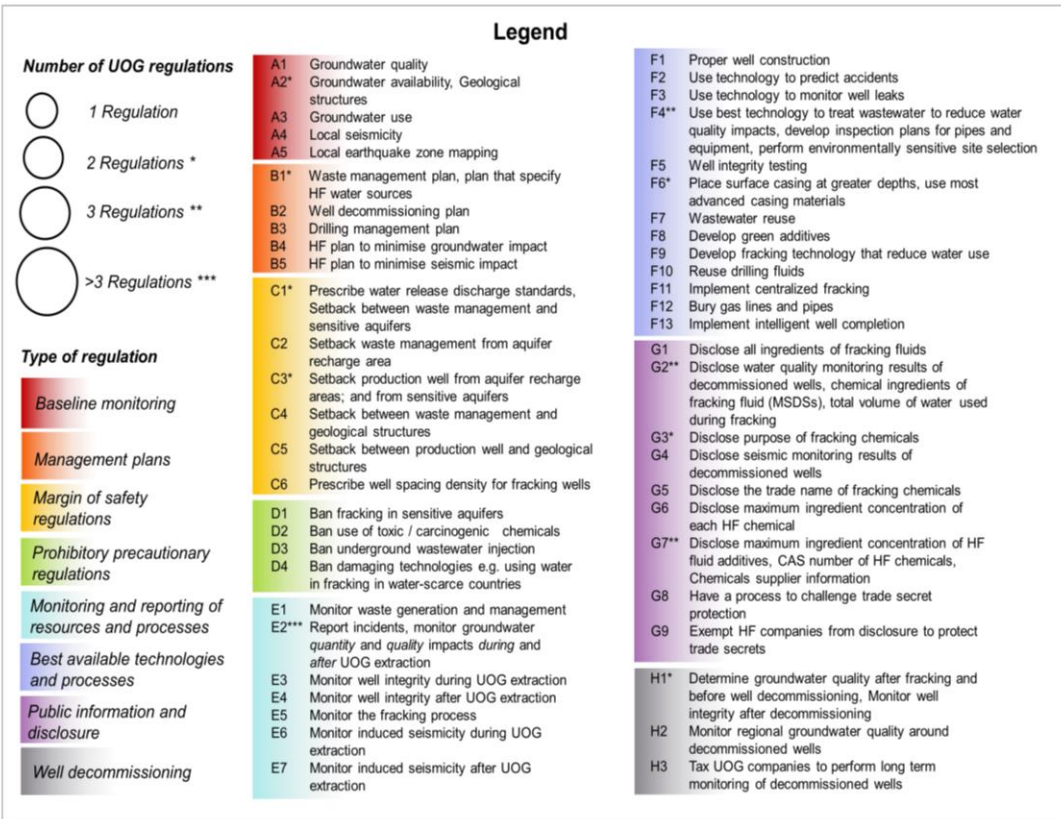 Legend
Number of UOG regulations
1 Regulation
2 Regulations *
3 Regulations **
>3 Regulations ***
Type of regulation
Baseline monitoring
Management plans
Margin of safety
regulations
Prohibitory precautionary
regulations
Monitoring and reporting of
resources and processes
Best available technologies
and processes
Public information and
disclosure
Well decommissioning
A1 Groundwater quality
A2* Groundwater availability, Geological
structures
A3 Groundwater use
A4 Local seismicity
A5 Local earthquake zone mapping
B1* Waste management plan, plan that specify
HF water sources
B2 Well decommissioning plan
B3 Drilling management plan
B4 HF plan to minimise groundwater impact
B5 HF plan to minimise seismic impact
C1* Prescribe water release discharge standards,
Setback between waste management and
sensitive aquifers
C2 Setback waste management from aquifer
recharge area
C3* Setback production well from aquifer recharge
areas; and from sensitive aquifers
C4 Setback between waste management and
geological structures
C5 Setback between production well and geological
structures
C6 Prescribe well spacing density for fracking wells
D1 Ban fracking in sensitive aquifers
D2 Ban use of toxic / carcinogenic chemicals
D3 Ban underground wastewater injection
D4 Ban damaging technologies e.g. using water
in fracking in water-scarce countries
E1 Monitor waste generation and management
E2*** Report incidents, monitor groundwater
quantity and quality impacts during and
after UOG extraction
E3 Monitor well integrity during UOG extraction
E4 Monitor well integrity after UOG extraction
E5 Monitor the fracking process
E6 Monitor induced seismicity during UOG
extraction
E7 Monitor induced seismicity after UOG
extraction
F1 Proper well construction
F2 Use technology to predict accidents
F3 Use technology to monitor well leaks
F4** Use best technology to treat wastewater to reduce water
quality impacts, develop inspection plans for pipes and
equipment, perform environmentally sensitive site selection
F5 Well integrity testing
F6* Place surface casing at greater depths, use most
advanced casing materials
F7 Wastewater reuse
F8 Develop green additives
F9 Develop fracking technology that reduce water use
F10 Reuse drilling fluids
F11 Implement centralized fracking
F12 Bury gas lines and pipes
F13 Implement intelligent well completion
G1 Disclose all ingredients of fracking fluids
G2** Disclose water quality monitoring results of
decommissioned wells, chemical ingredients of
fracking fluid (MSDSs), total volume of water used
during fracking
G3* Disclose purpose of fracking chemicals
G4 Disclose seismic monitoring results of
decommissioned wells
G5 Disclose the trade name of fracking chemicals
G6 Disclose maximum ingredient concentration of
each HF chemical
G7** Disclose maximum ingredient concentration of HF
fluid additives, CAS number of HF chemicals,
Chemicals supplier information
G8 Have a process to challenge trade secret
protection
G9 Exempt HF companies from disclosure to protect
trade secrets
H1* Determine groundwater quality after fracking and
before well decommissioning, Monitor well
integrity after decommissioning
H2 Monitor regional groundwater quality around
decommissioned wells
H3 Tax UOG companies to perform long term
monitoring of decommissioned wells